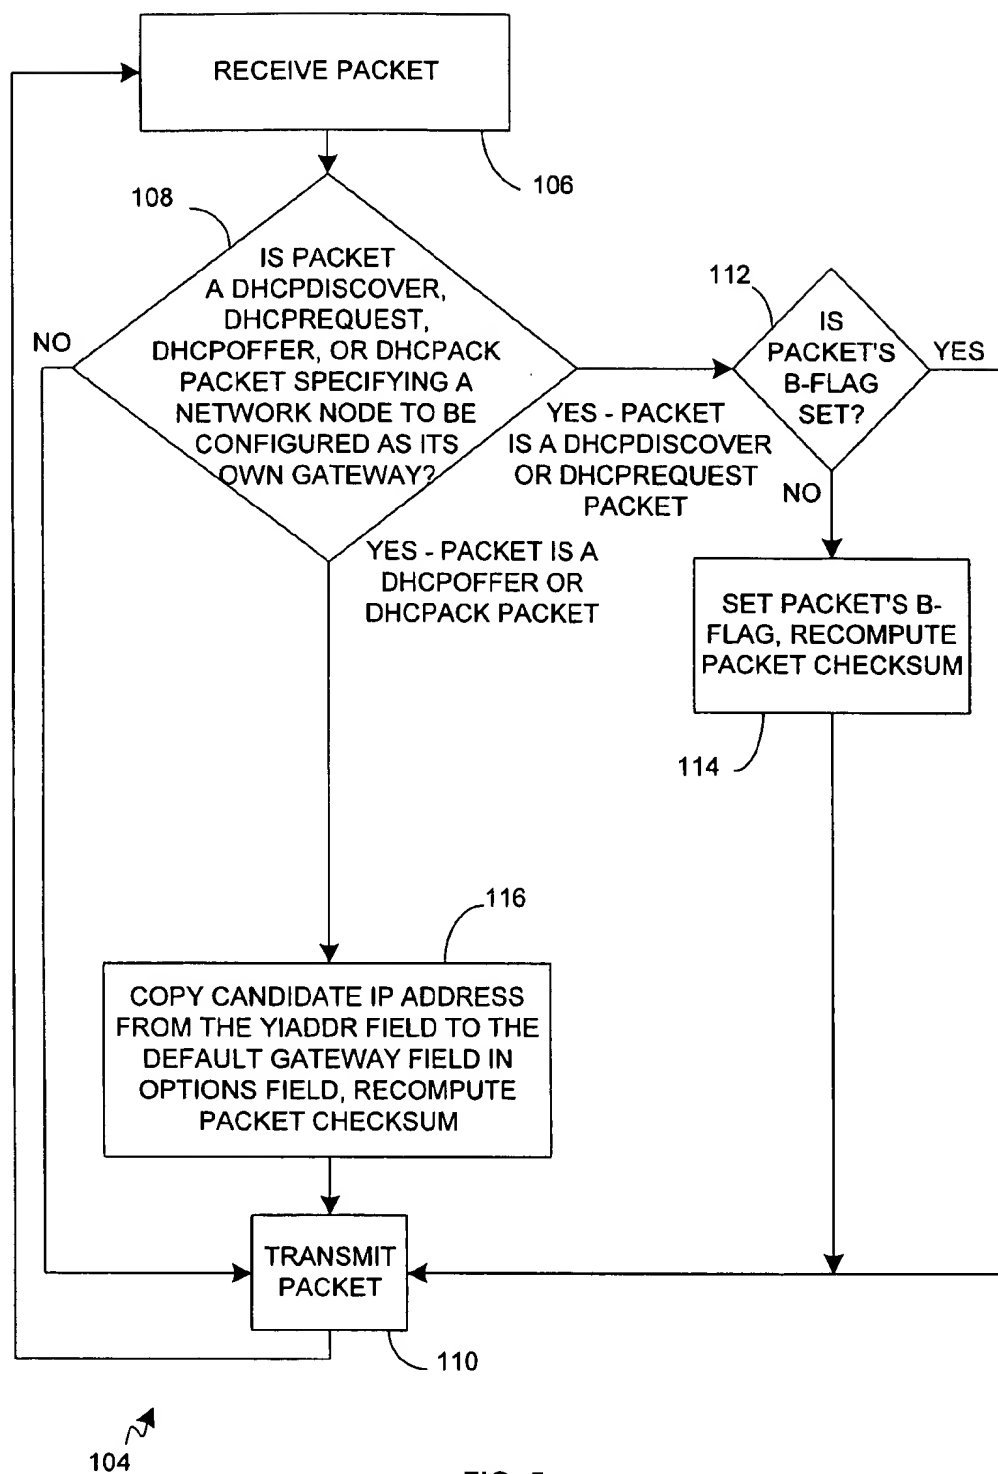 RECEIVE PACKET
106
108
IS PACKET
A DHCPDISCOVER,
DHCPREQUEST,
DHCPOFFER, OR DHCPACK
PACKET SPECIFYING A
NETWORK NODE TO BE
CONFIGURED AS ITS
OWN GATEWAY?
NO
YES - PACKET
IS A DHCPDISCOVER
OR DHCPREQUEST
PACKET
112
IS
PACKET'S
B-FLAG
SET?
YES
NO
YES - PACKET IS A
DHCPOFFER OR
DHCPACK PACKET
SET PACKET'S B-
FLAG, RECOMPUTE
PACKET CHECKSUM
114
116
COPY CANDIDATE IP ADDRESS
FROM THE YIADDR FIELD TO THE
DEFAULT GATEWAY FIELD IN
OPTIONS FIELD, RECOMPUTE
PACKET CHECKSUM
TRANSMIT
PACKET
110
104